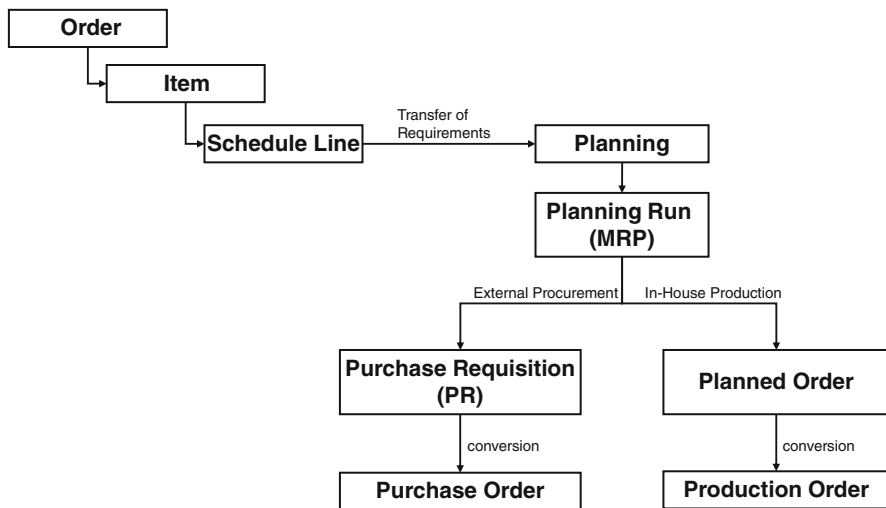 Order
Item
Transfer of
Requirements
Schedule Line
Planning
Planning Run
(MRP)
External Procurement
In-House Production
Purchase Requisition
(PR)
Planned Order
conversion
conversion
Purchase Order
Production Order